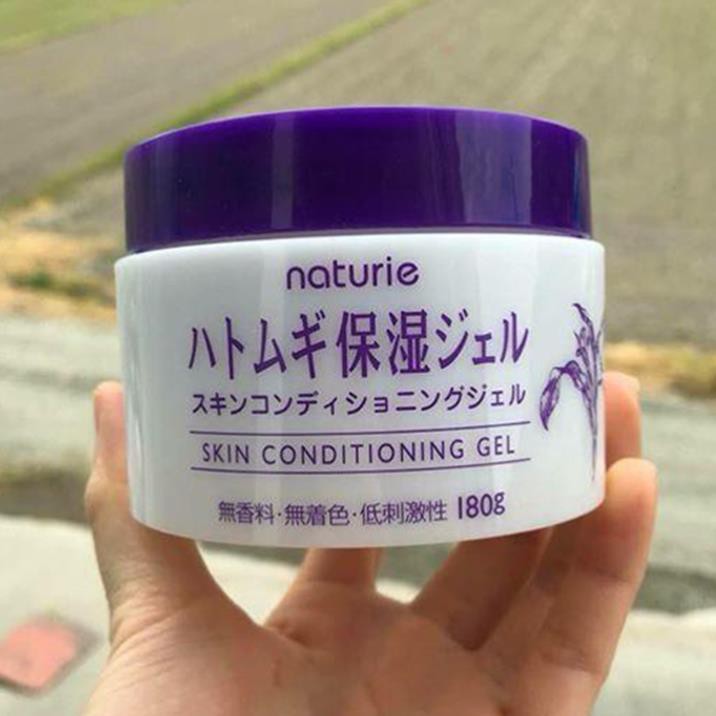 naturie
ハトムギ保湿ジェル
スキンコンディショニングジェル
SKIN CONDITIONING GEL
無香料・無着色・低刺激性 180g